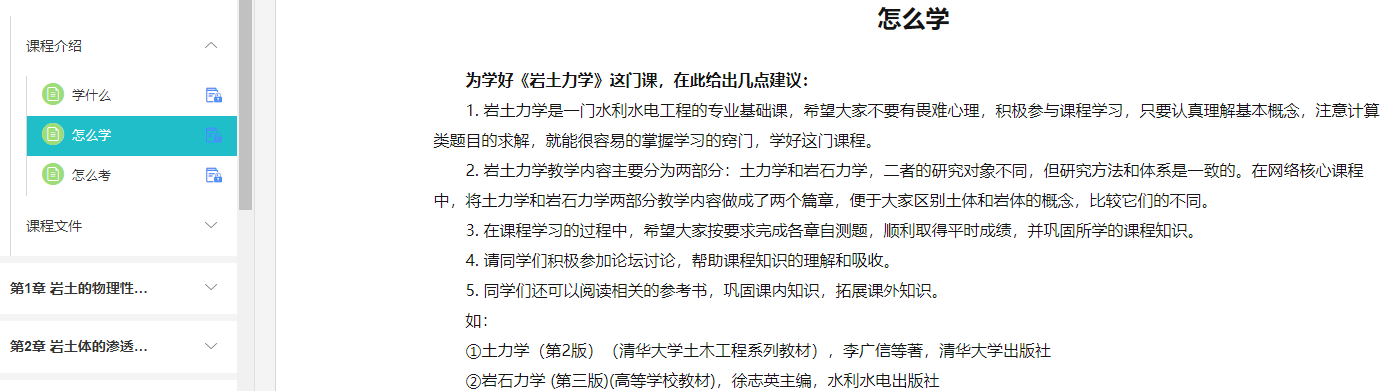 课程介绍
学什么
怎么学
怎么考
课程文件
第1章 岩土的物理性...
第2章 岩土体的渗透...
怎么学
为学好《岩土力学》这门课，在此给出几点建议：
1. 岩土力学是一门水利水电工程的专业基础课，希望大家不要有畏难心理，积极参与课程学习，只要认真理解基本概念，注意计算
类题目的求解，就能很容易的掌握学习的窍门，学好这门课程。
2. 岩土力学教学内容主要分为两部分：土力学和岩石力学，二者的研究对象不同，但研究方法和体系是一致的。在网络核心课程
中，将土力学和岩石力学两部分教学内容做成了两个篇章，便于大家区别土体和岩体的概念，比较它们的不同。
3. 在课程学习的过程中，希望大家按要求完成各章自测题，顺利取得平时成绩，并巩固所学的课程知识。
4. 请同学们积极参加论坛讨论，帮助课程知识的理解和吸收。
5. 同学们还可以阅读相关的参考书，巩固课内知识，拓展课外知识。
如：
①土力学（第2版）（清华大学土木工程系列教材），李广信等著，清华大学出版社
②岩石力学 (第三版)(高等学校教材)，徐志英主编，水利水电出版社